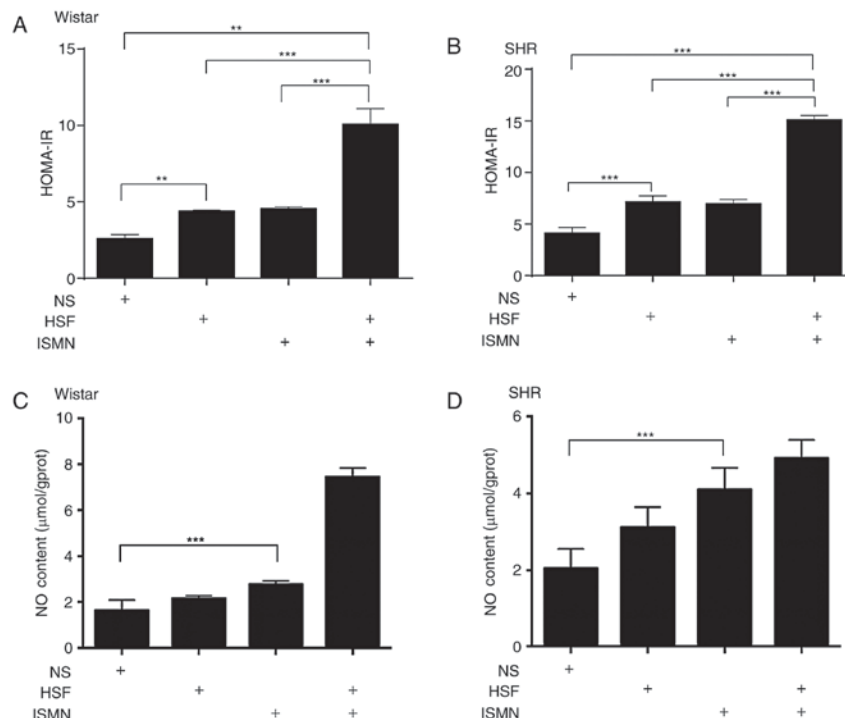 A
Wistar
HOMA-IR
15
10
5
0
**
***
***
**
NS +
HSF + +
ISMN + +
B
SHR
HOMA-IR
20
15
10
5
0
***
***
***
***
NS +
HSF + +
ISMN + +
C
Wistar
NO content (μmol/gprot)
10
8
6
4
2
0
***
NS +
HSF + +
ISMN + +
D
SHR
NO content (μmol/gprot)
6
4
2
0
***
NS +
HSF + +
ISMN + +